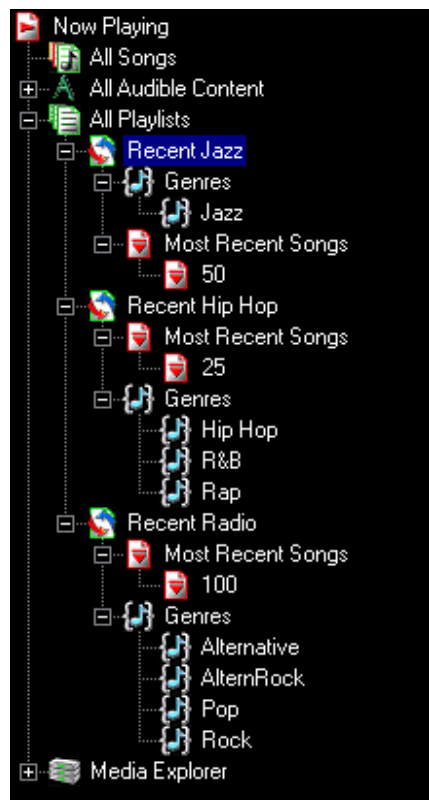 Now Playing
All Songs
All Audible Content
All Playlists
Recent Jazz
Genres
Jazz
Most Recent Songs
50
Recent Hip Hop
Most Recent Songs
25
Genres
Hip Hop
R&B
Rap
Recent Radio
Most Recent Songs
100
Genres
Alternative
AlternRock
Pop
Rock
Media Explorer